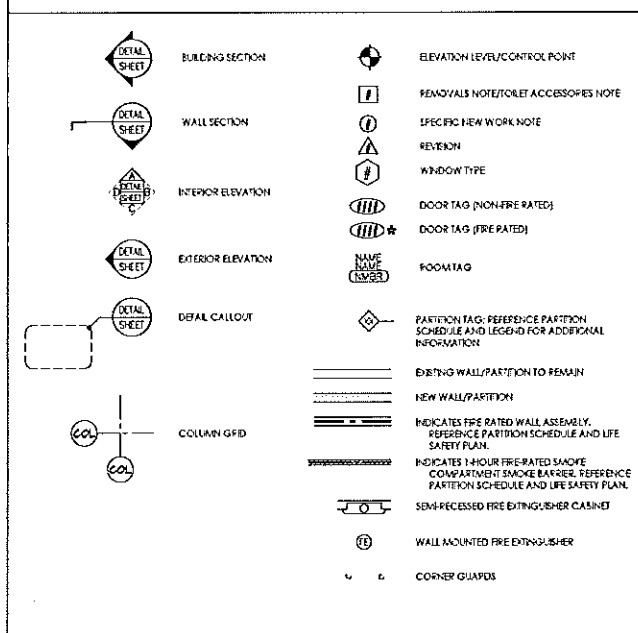 DETAIL
SHEET
BUILDING SECTION
DETAIL
SHEET
WALL SECTION
A
D DETAIL B
SHEET
C
INTERIOR ELEVATION
DETAIL
SHEET
EXTERIOR ELEVATION
DETAIL
SHEET
DETAIL CALLOUT
COL
COL
COLUMN GRID
ELEVATION LEVEL/CONTROL POINT
#
REMOVALS NOTE/TOILET ACCESSORIES NOTE
#
SPECIFIC NEW WORK NOTE
#
REVISION
#
WINDOW TYPE
####
DOOR TAG (NON-FIRE RATED)
#### *
DOOR TAG (FIRE RATED)
NAME
NAME
NMBR
ROOM TAG
XX
PARTITION TAG; REFERENCE PARTITION
SCHEDULE AND LEGEND FOR ADDITIONAL
INFORMATION
EXISTING WALL/PARTITION TO REMAIN
NEW WALL/PARTITION
INDICATES FIRE RATED WALL ASSEMBLY.
REFERENCE PARTITION SCHEDULE AND LIFE
SAFETY PLAN.
INDICATES 1-HOUR FIRE-RATED SMOKE
COMPARTMENT SMOKE BARRIER. REFERENCE
PARTITION SCHEDULE AND LIFE SAFETY PLAN.
SEMI-RECESSED FIRE EXTINGUISHER CABINET
FE
WALL MOUNTED FIRE EXTINGUISHER
CORNER GUARDS